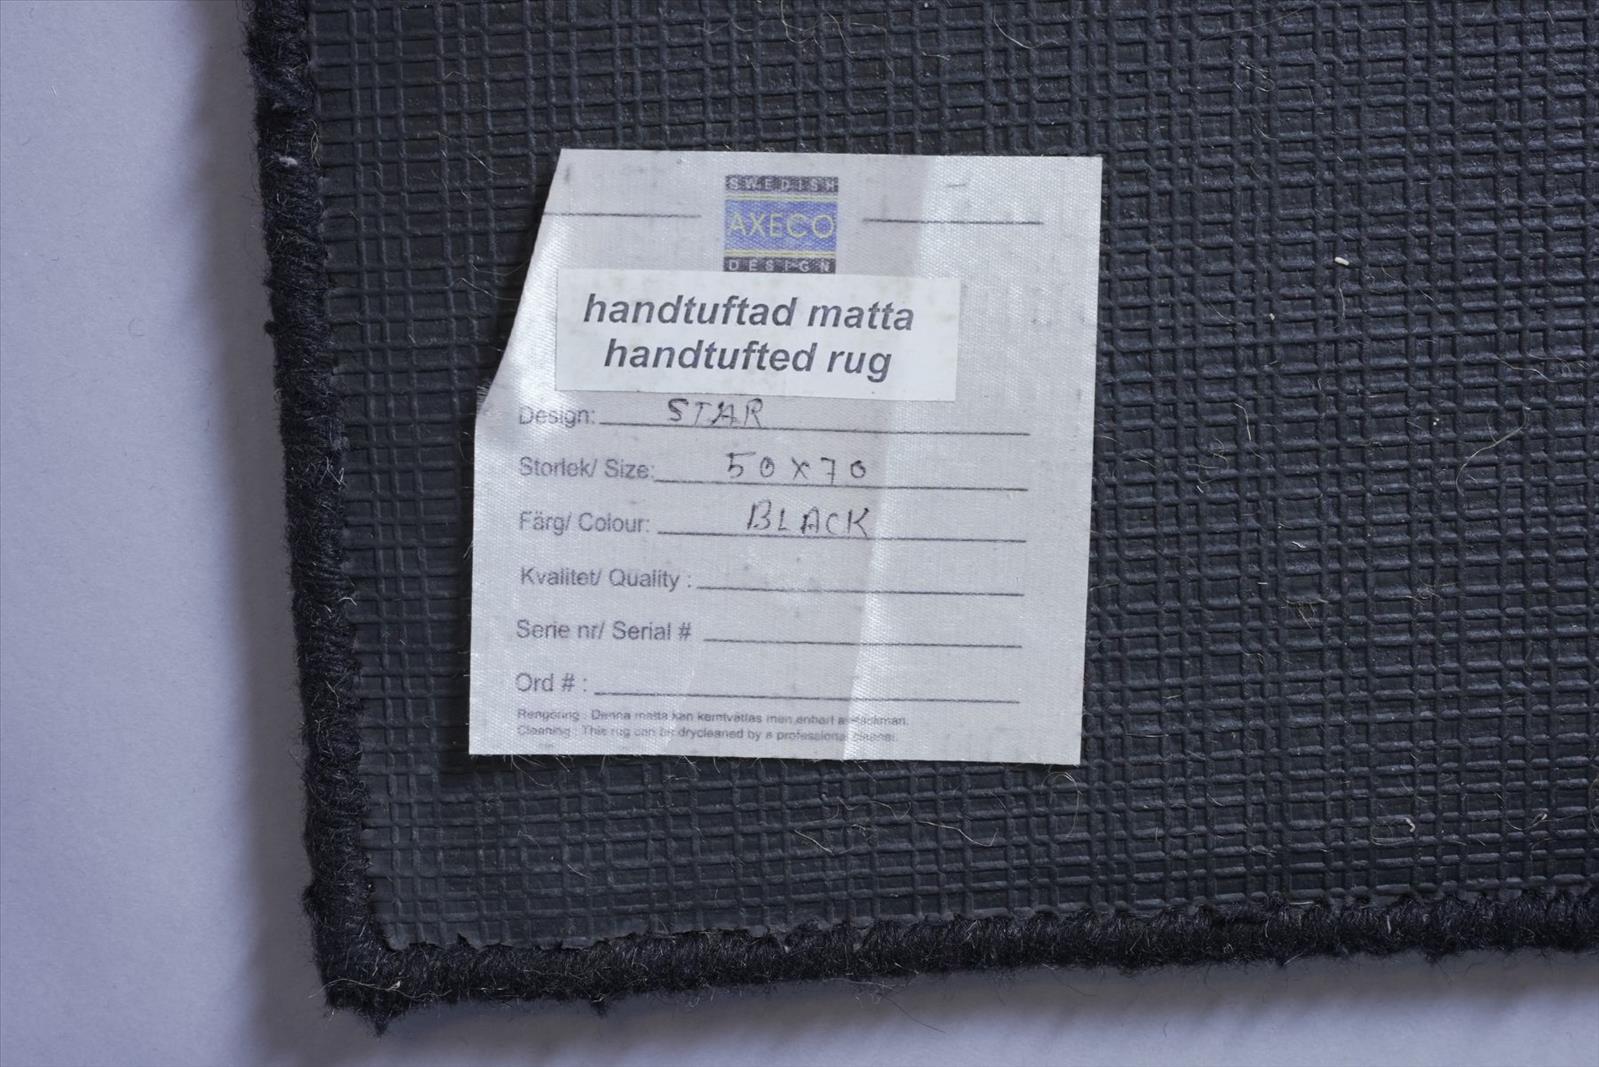 SWEDISH
AXECO
DESIGN
handtuftad matta
handtufted rug
Design: STAR
Storlek/ Size: 50 x 70
Färg/ Colour: BLACK
Kvalitet/ Quality :
Serie nr/ Serial #
Ord # :
Rengöring : Denna matta kan kemtvättas men enbart av fackman.
Cleaning : This rug can be drycleaned by a professional cleaner.